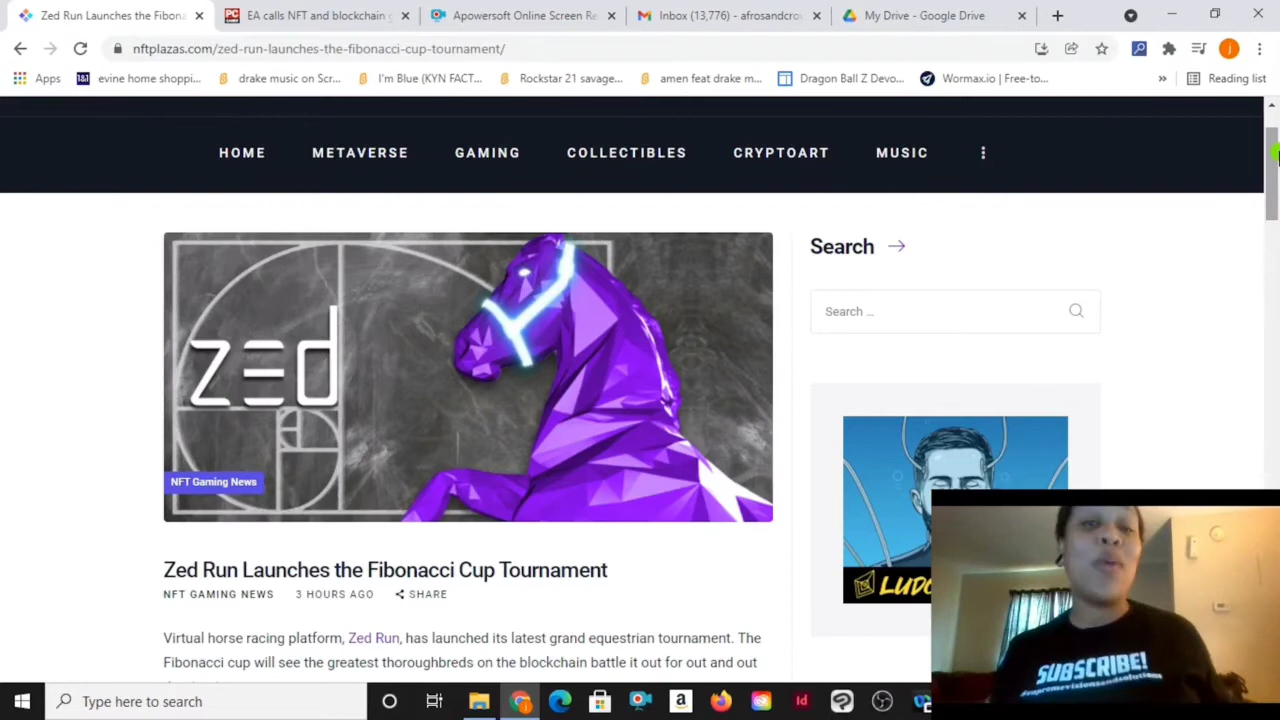 Zed Run Launches the Fibona
EA calls NFT and blockchain g
Apowersoft Online Screen Re
Inbox (13,776) - afrosandcro
My Drive - Google Drive
nftplazas.com/zed-run-launches-the-fibonacci-cup-tournament/
Apps
evine home shoppi...
drake music on Scr...
I'm Blue (KYN FACT...
Rockstar 21 savage...
amen feat drake m...
Dragon Ball Z Devo...
Wormax.io | Free-to...
»
Reading list
HOME
METAVERSE
GAMING
COLLECTIBLES
CRYPTOART
MUSIC
zed
NFT Gaming News
Search
Search ...
LUDO
Zed Run Launches the Fibonacci Cup Tournament
NFT GAMING NEWS 3 HOURS AGO SHARE
Virtual horse racing platform, Zed Run, has launched its latest grand equestrian tournament. The
Fibonacci cup will see the greatest thoroughbreds on the blockchain battle it out for out and out
SUBSCRIBE!
Type here to search